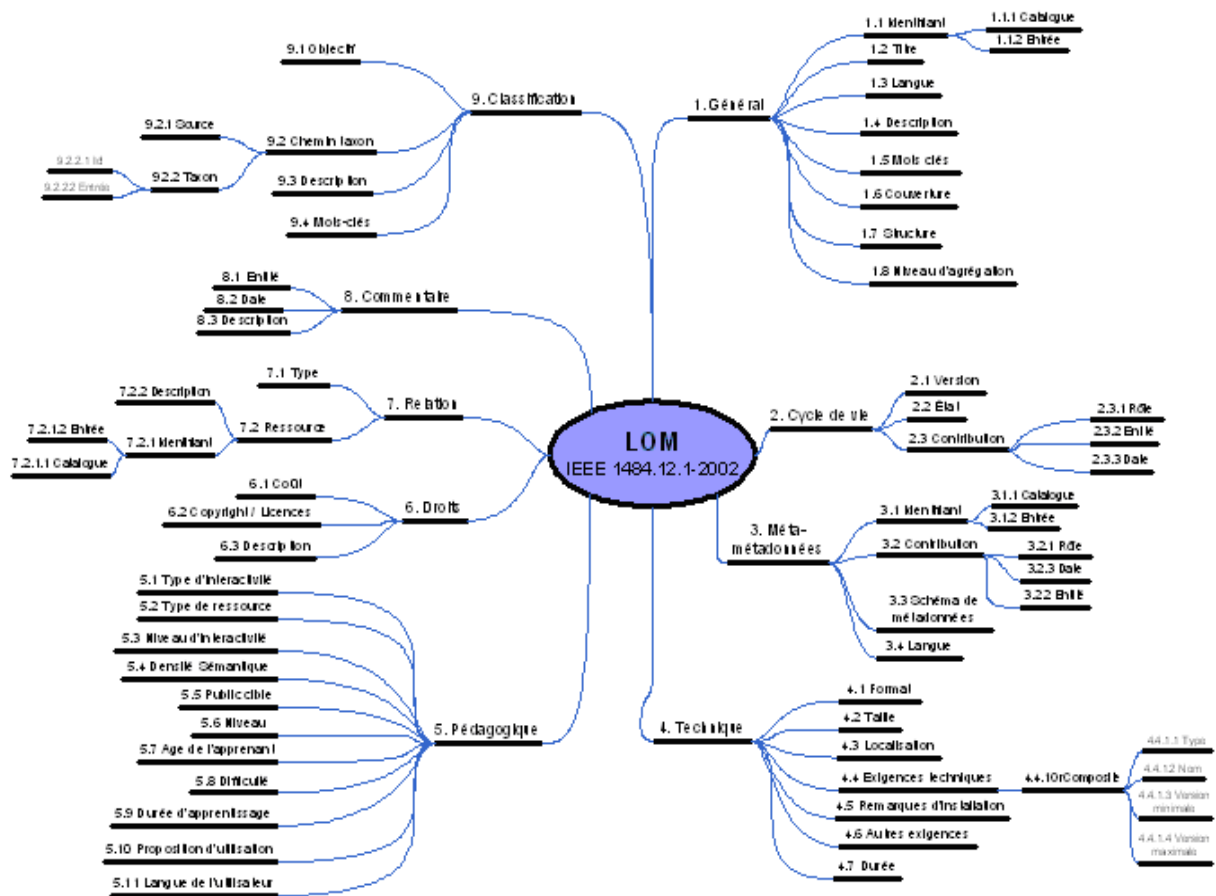 LOM
IEEE 1484.12.1-2002
1. Général
1.1 Identifiant
1.1.1 Catalogue
1.1.2 Entrée
1.2 Titre
1.3 Langue
1.4 Description
1.5 Mots clés
1.6 Couverture
1.7 Structure
1.8 Niveau d'agrégation
2. Cycle de vie
2.1 Version
2.2 État
2.3 Contribution
2.3.1 Rôle
2.3.2 Entité
2.3.3 Date
3. Méta-
métadonnées
3.1 Identifiant
3.1.1 Catalogue
3.1.2 Entrée
3.2 Contribution
3.2.1 Rôle
3.2.3 Date
3.2.2 Entité
3.3 Schéma de
métadonnées
3.4 Langue
4. Technique
4.1 Format
4.2 Taille
4.3 Localisation
4.4 Exigences techniques
4.4.1OrComposite
4.4.1.1 Type
4.4.1.2 Nom
4.4.1.3 Version
minimale
4.4.1.4 Version
maximale
4.5 Remarques d'installation
4.6 Autres exigences
4.7 Durée
5. Pédagogique
5.1 Type d'interactivité
5.2 Type de ressource
5.3 Niveau d'interactivité
5.4 Densité Sémantique
5.5 Public cible
5.6 Niveau
5.7 Age de l'apprenant
5.8 Difficulté
5.9 Durée d'apprentissage
5.10 Proposition d'utilisation
5.11 Langue de l'utilisateur
6. Droits
6.1 Coût
6.2 Copyright / Licences
6.3 Description
7. Relation
7.1 Type
7.2 Ressource
7.2.2 Description
7.2.1 Identifiant
7.2.1.2 Entrée
7.2.1.1 Catalogue
8. Commentaire
8.1 Entité
8.2 Date
8.3 Description
9. Classification
9.1 Objectif
9.2 Chemin taxon
9.2.1 Source
9.2.2 Taxon
9.2.2.1 Id
9.2.2.2 Entrée
9.3 Description
9.4 Mots-clés